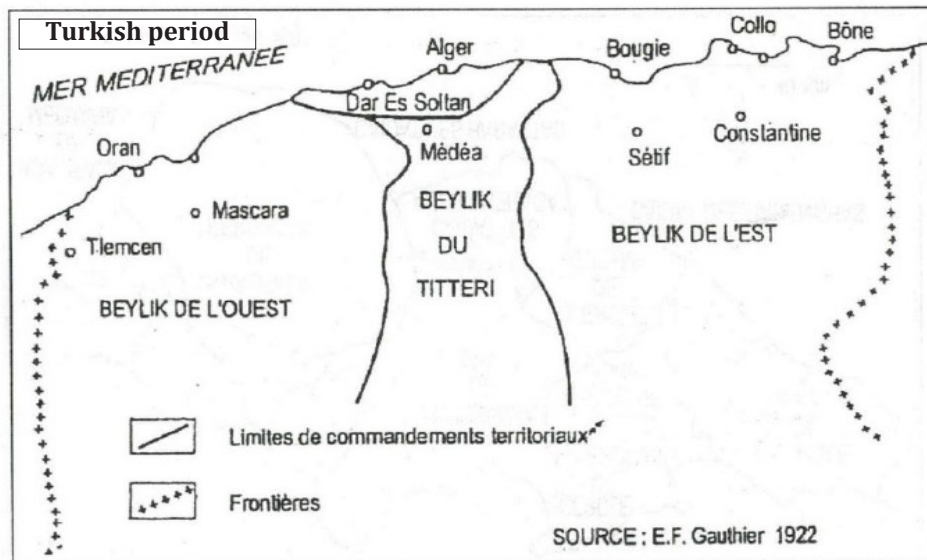 Turkish period
MER MEDITERRANEE
Alger
Bougie
Collo
Bône
Dar Es Soltan
Médéa
Oran
Sétif
Constantine
Mascara
Tlemcen
BEYLIK
DU
TITTERI
BEYLIK DE L'EST
BEYLIK DE L'OUEST
Limites de commandements territoriaux
Frontières
SOURCE : E.F. Gauthier 1922